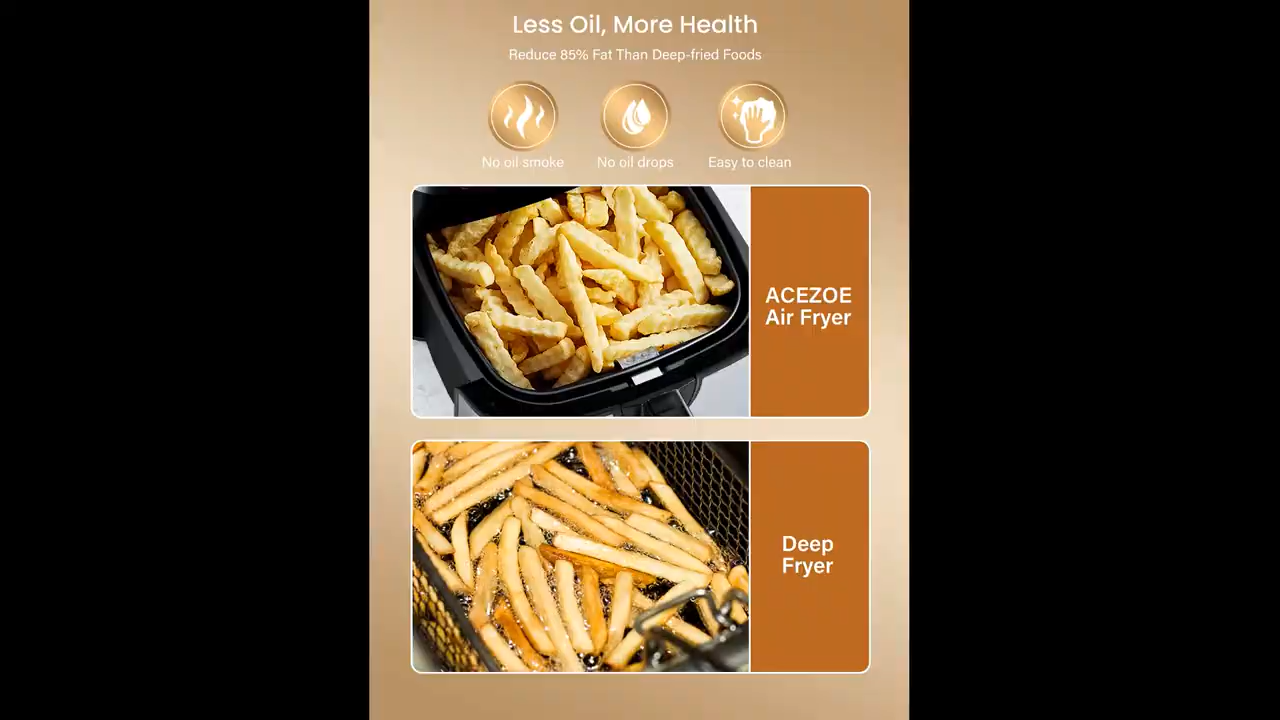 Less Oil, More Health
Reduce 85% Fat Than Deep-fried Foods
No oil smoke
No oil drops
Easy to clean
ACEZOE
Air Fryer
Deep
Fryer